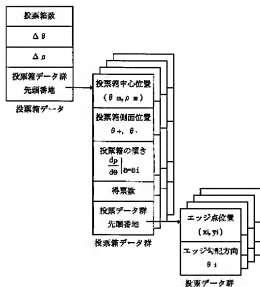 投票箱数
Δθ
Δρ
投票箱データ群
先頭番地
投票箱データ
投票箱中心位置
(θm,ρm)
投票箱側面位置
θ+, θ-
投票箱の傾き
dρ
dθ θ=θi
得票数
投票データ群
先頭番地
投票箱データ群
エッジ点位置
(xi,yi)
エッジ勾配方向
θi
投票データ群